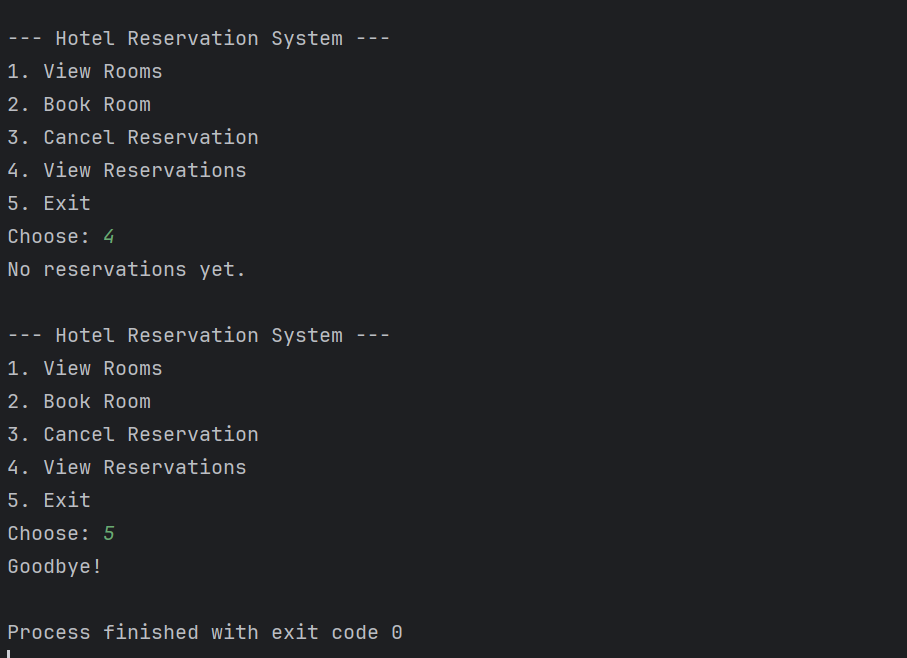 --- Hotel Reservation System ---
1. View Rooms
2. Book Room
3. Cancel Reservation
4. View Reservations
5. Exit
Choose: 4
No reservations yet.
--- Hotel Reservation System ---
1. View Rooms
2. Book Room
3. Cancel Reservation
4. View Reservations
5. Exit
Choose: 5
Goodbye!
Process finished with exit code 0